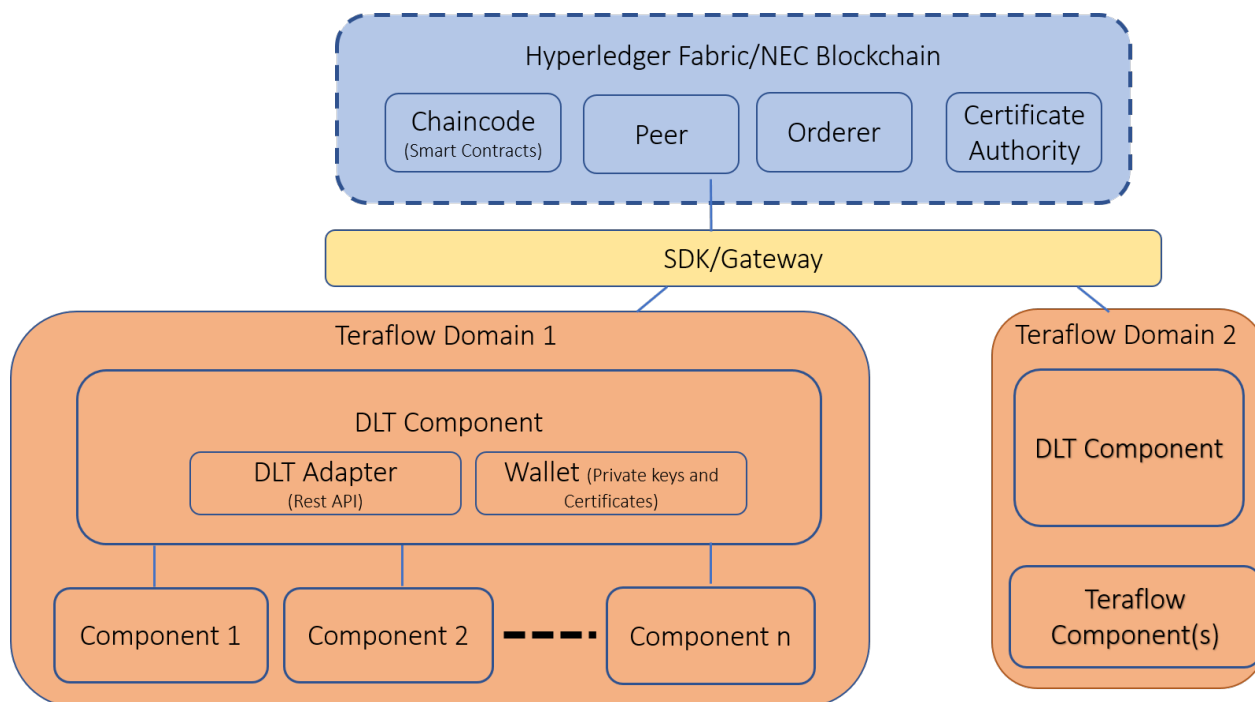 Hyperledger Fabric/NEC Blockchain
Chaincode
(Smart Contracts)
Peer
Orderer
Certificate
Authority
SDK/Gateway
Teraflow Domain 1
DLT Component
DLT Adapter
(Rest API)
Wallet (Private keys and
Certificates)
Component 1
Component 2
Component n
Teraflow Domain 2
DLT Component
Teraflow
Component(s)